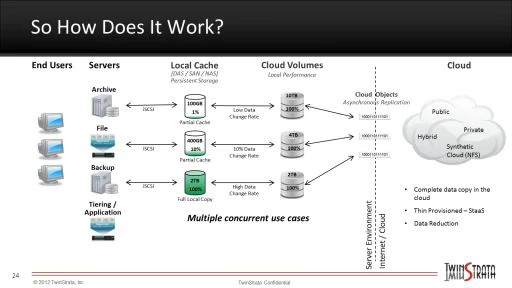 So How Does It Work?
End Users
Servers
Local Cache
(DAS / SAN / NAS)
Persistent Storage
Cloud Volumes
Local Performance
Cloud
Archive
iSCSI
100GB
1%
Partial Cache
Low Data
Change Rate
10TB
100%
Cloud Objects
Asynchronous Replication
1000110111101
File
iSCSI
400GB
10%
Partial Cache
10% Data
Change Rate
4TB
100%
1000110111101
Backup
iSCSI
2TB
100%
Full Local Copy
High Data
Change Rate
2TB
100%
1000110111101
Tiering /
Application
Multiple concurrent use cases
Server Environment
Internet / Cloud
Public
Private
Hybrid
Synthetic
Cloud (NFS)
• Complete data copy in the
cloud
• Thin Provisioned – StaaS
• Data Reduction
24
© 2012 TwinStrata, Inc
TwinStrata Confidential
TWINSTRATA